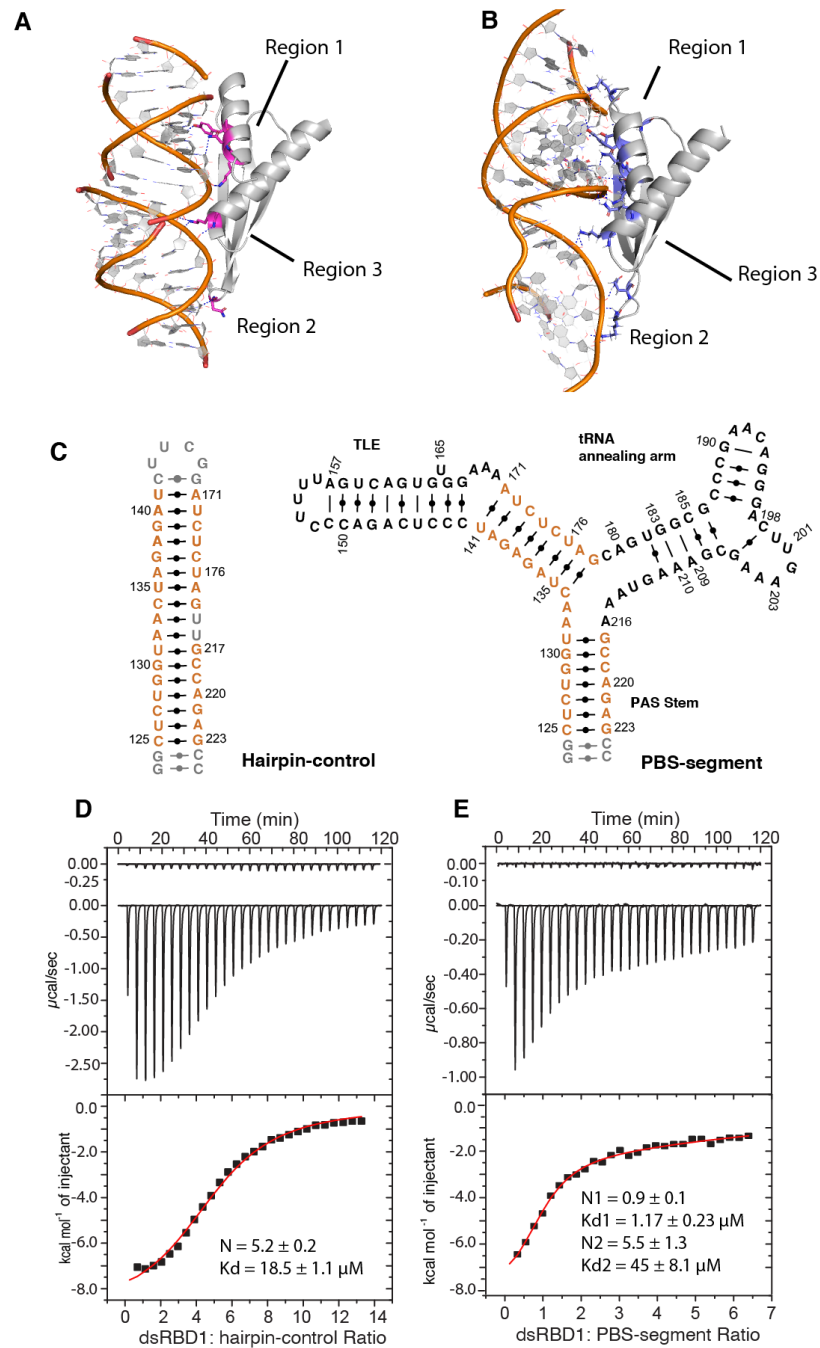 A
Region 1
Region 3
Region 2
B
Region 1
Region 3
Region 2
C
U C
U G
C G
U A 171
140 A U
G C
A U
G C
A U 176
135 U A
C G
A U
A U
U G 217
130 G C
G C
U A 220
C G
U A
125 C G 223
G C
G C
Hairpin-control
TLE
157
165
171
U U U A G U C A G U G U G G A A A A
U U C C C A G A C U C C C U
150
141
U C U C U A G
176
A G A G A U
135
C A A
180
C A G U G G C G
183
185
tRNA
annealing arm
190
C C C G A A C A G G G A
198
C U U G A A A G C G
201
203
A A A G U A A A
209
210
A 216
U G
130 G C
G C
U A 220
C G
U A
125 C G 223
G C
G C
PAS Stem
PBS-segment
D
Time (min)
0 20 40 60 80 100 120
0.00
-0.25
0.00
-0.50
-1.00
-1.50
-2.00
-2.50
µcal/sec
0.0
-2.0
-4.0
-6.0
-8.0
kcal mol⁻¹ of injectant
N = 5.2 ± 0.2
Kd = 18.5 ± 1.1 µM
0 2 4 6 8 10 12 14
dsRBD1: hairpin-control Ratio
E
Time (min)
0 20 40 60 80 100 120
0.00
-0.10
0.00
-0.20
-0.40
-0.60
-0.80
-1.00
µcal/sec
0.0
-2.0
-4.0
-6.0
-8.0
kcal mol⁻¹ of injectant
N1 = 0.9 ± 0.1
Kd1 = 1.17 ± 0.23 µM
N2 = 5.5 ± 1.3
Kd2 = 45 ± 8.1 µM
0 1 2 3 4 5 6 7
dsRBD1: PBS-segment Ratio